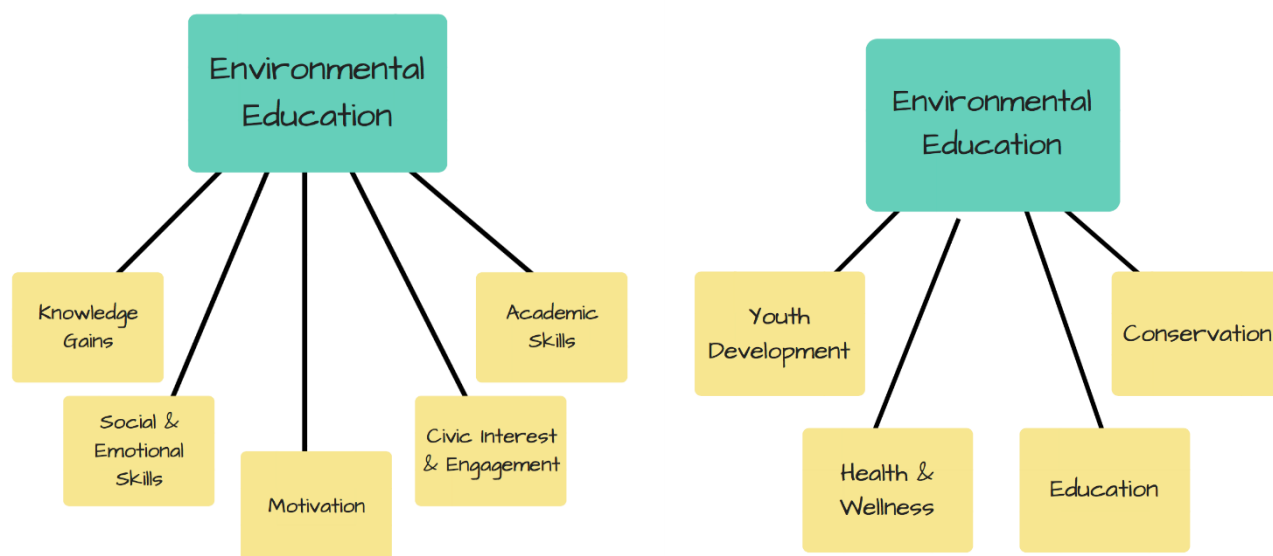 Environmental
Education
Knowledge
Gains
Social &
Emotional
Skills
Motivation
Civic Interest
& Engagement
Academic
Skills
Environmental
Education
Youth
Development
Health &
Wellness
Education
Conservation